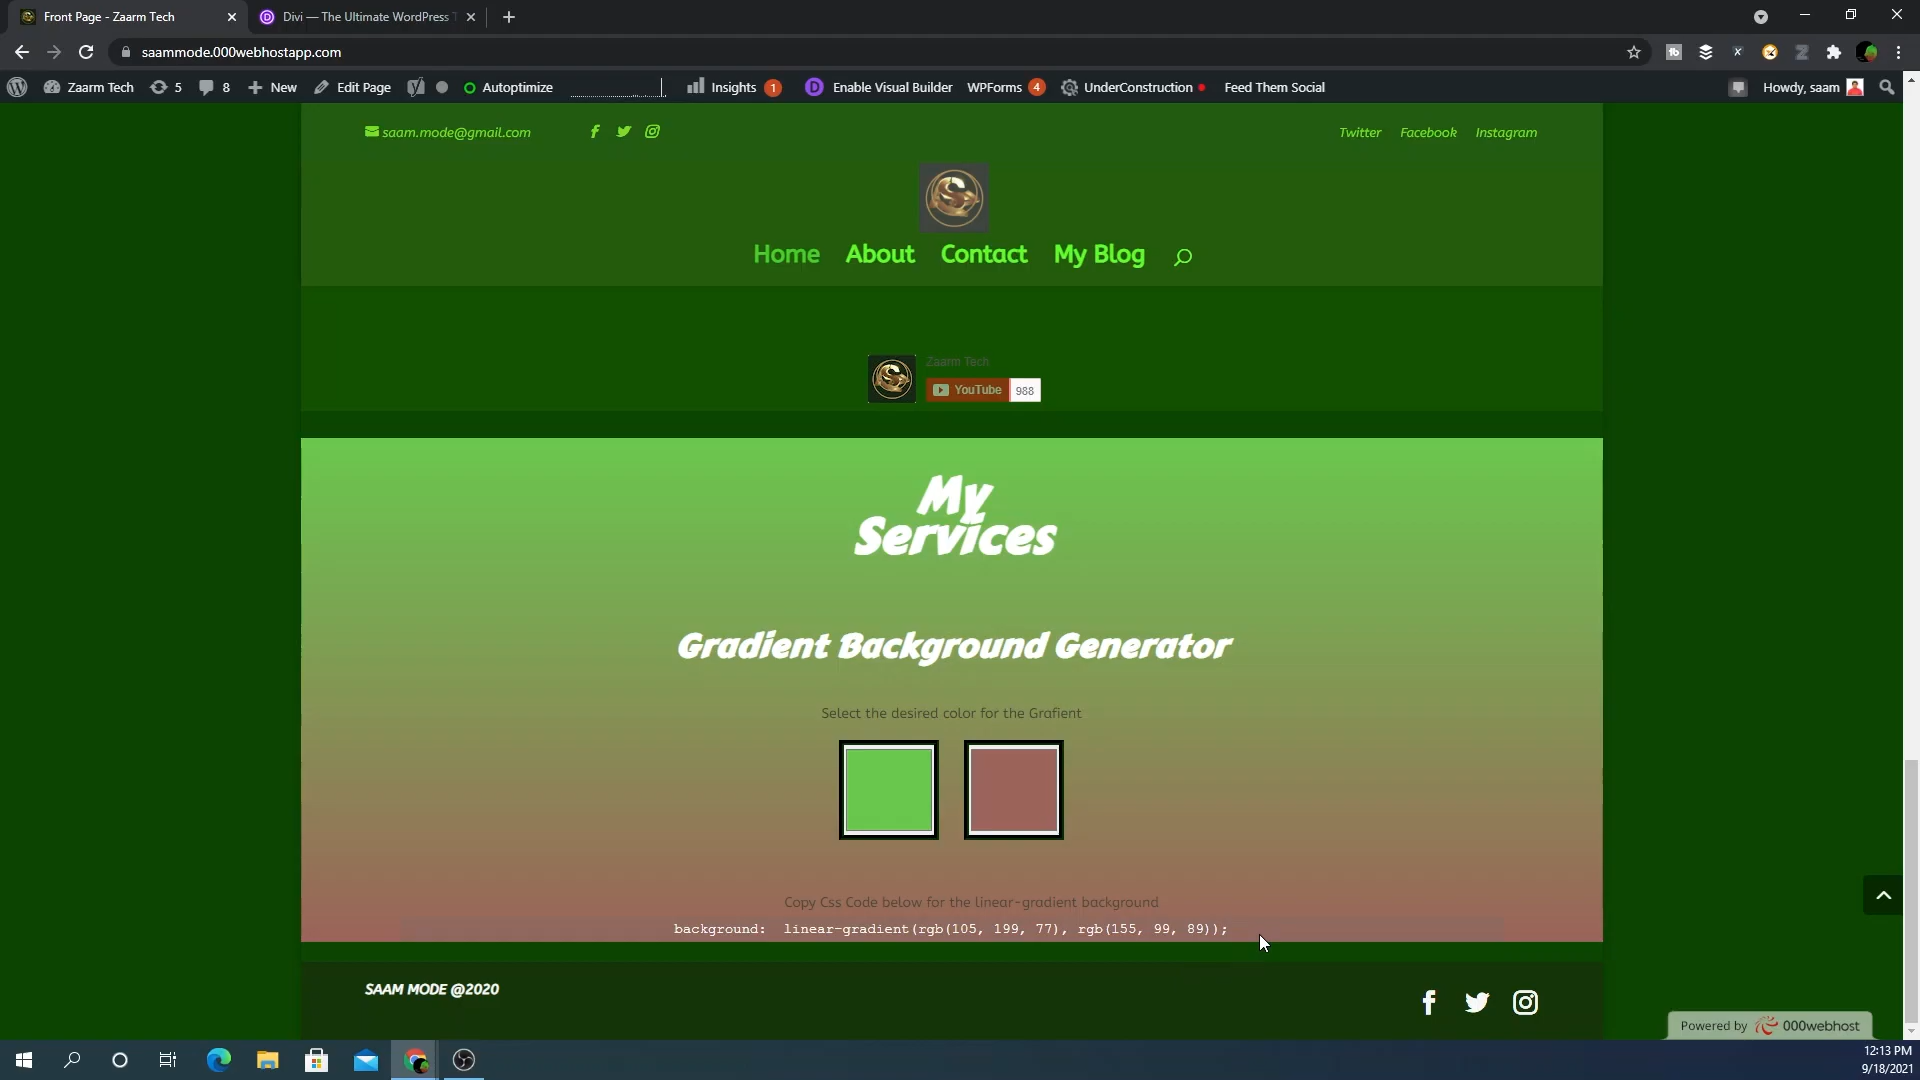 Front Page - Zaarm Tech
Divi — The Ultimate WordPress T
saammode.000webhostapp.com
Zaarm Tech 5 8 New Edit Page Autoptimize Insights 1 Enable Visual Builder WPForms 4 UnderConstruction Feed Them Social Howdy, saam
saam.mode@gmail.com Twitter Facebook Instagram
Home About Contact My Blog
Zaarm Tech
YouTube 988
My
Services
Gradient Background Generator
Select the desired color for the Grafient
Copy Css Code below for the linear-gradient background
background: linear-gradient(rgb(105, 199, 77), rgb(155, 99, 89));
SAAM MODE @2020
Powered by 000webhost
12:13 PM
9/18/2021